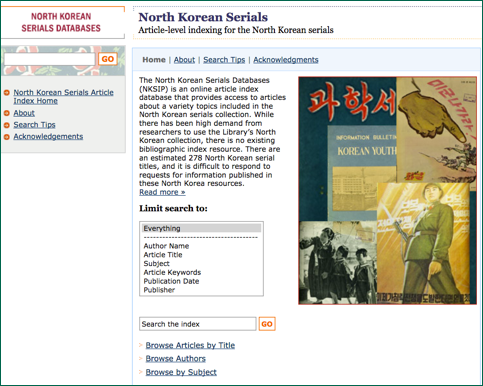 NORTH KOREAN
SERIALS DATABASES
GO
North Korean Serials Article
Index Home
About
Search Tips
Acknowledgements
North Korean Serials
Article-level indexing for the North Korean serials
Home | About | Search Tips | Acknowledgments
The North Korean Serials Databases
(NKSIP) is an online article index
database that provides access to articles
about a variety topics included in the
North Korean serials collection. While
there has been high demand from
researchers to use the Library's North
Korean collection, there is no existing
bibliographic index resource. There are
an estimated 278 North Korean serial
titles, and it is difficult to respond to
requests for information published in
these North Korea resources.
Read more »
과학세
INFORMATION BULLETIN
KOREAN YOUTH
Limit search to:
Everything
------------------------------------
Author Name
Article Title
Subject
Article Keywords
Publication Date
Publisher
Search the index GO
Browse Articles by Title
Browse Authors
Browse by Subject